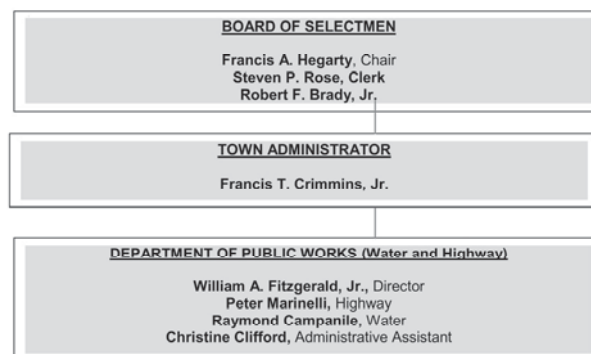 BOARD OF SELECTMEN
Francis A. Hegarty, Chair
Steven P. Rose, Clerk
Robert F. Brady, Jr.
TOWN ADMINISTRATOR
Francis T. Crimmins, Jr.
DEPARTMENT OF PUBLIC WORKS (Water and Highway)
William A. Fitzgerald, Jr., Director
Peter Marinelli, Highway
Raymond Campanile, Water
Christine Clifford, Administrative Assistant